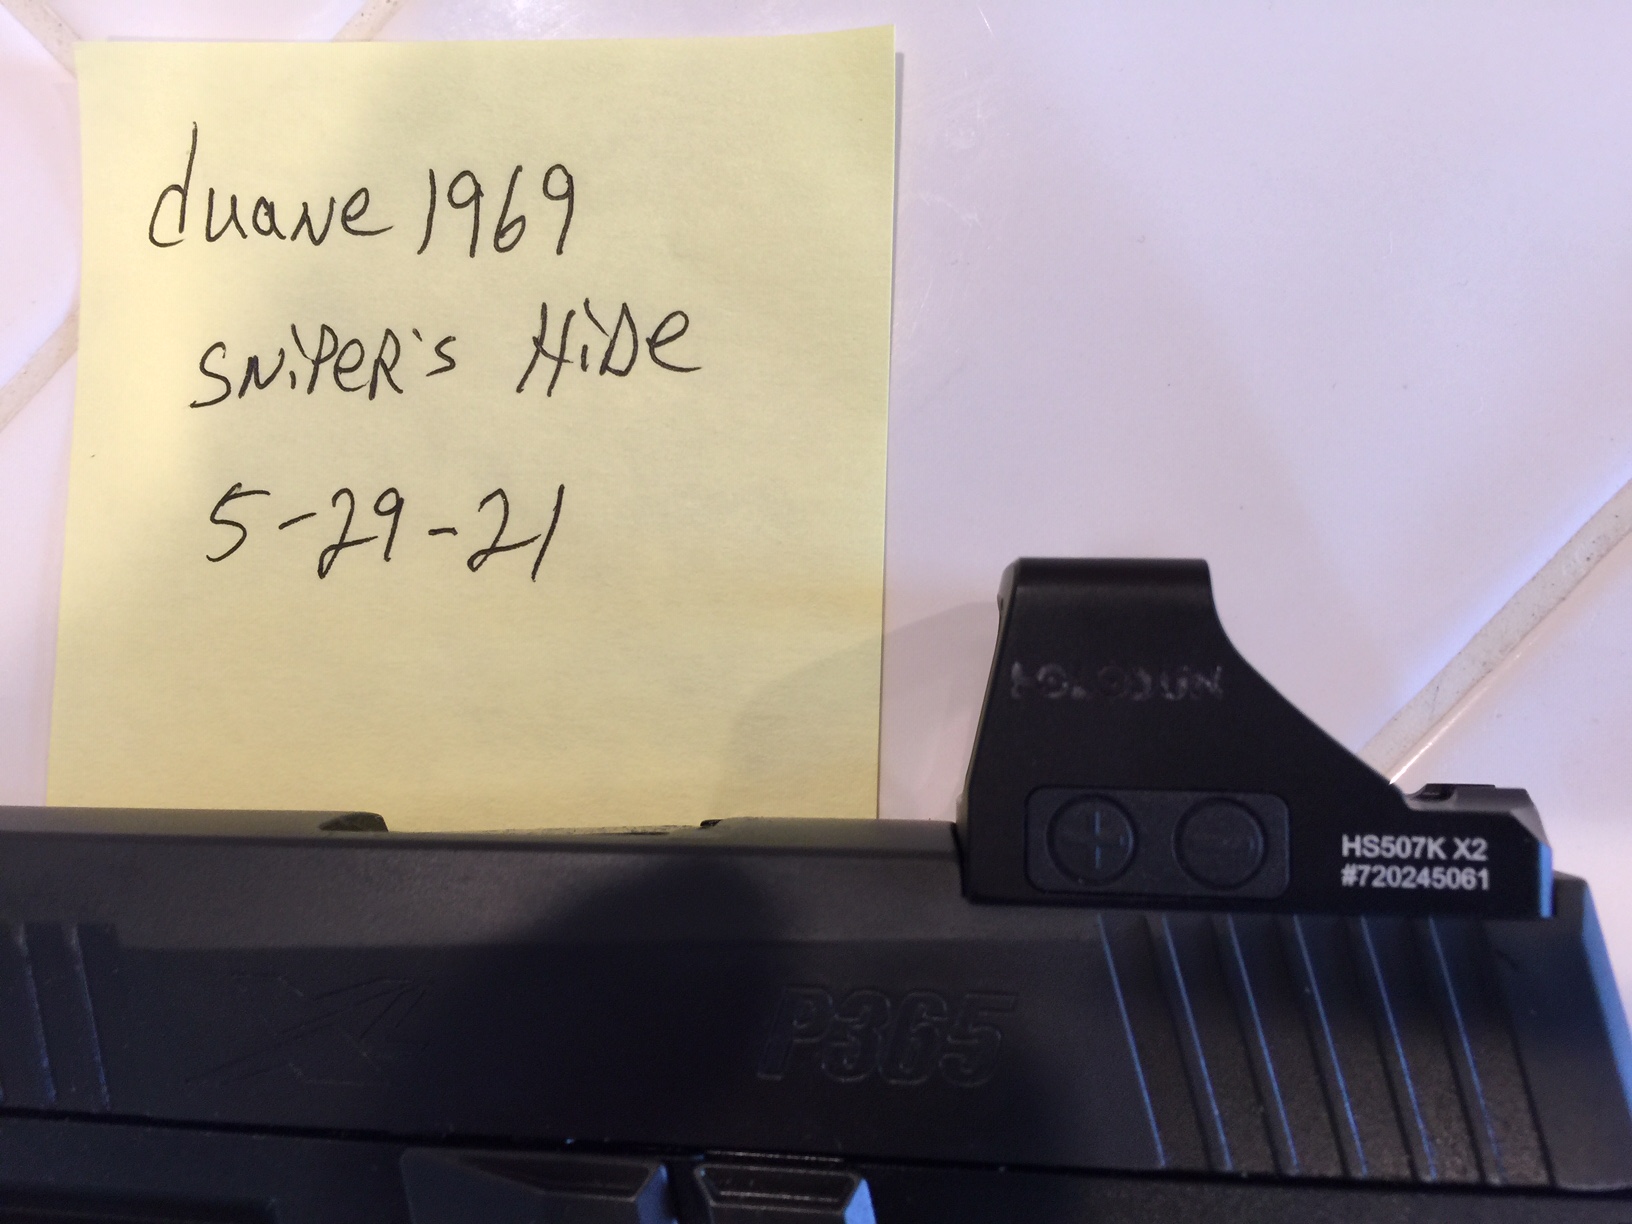 duane 1969
SNiPeR's HiDe
5-29-21
HOLOSUN
HS507K X2
#720245061
P365